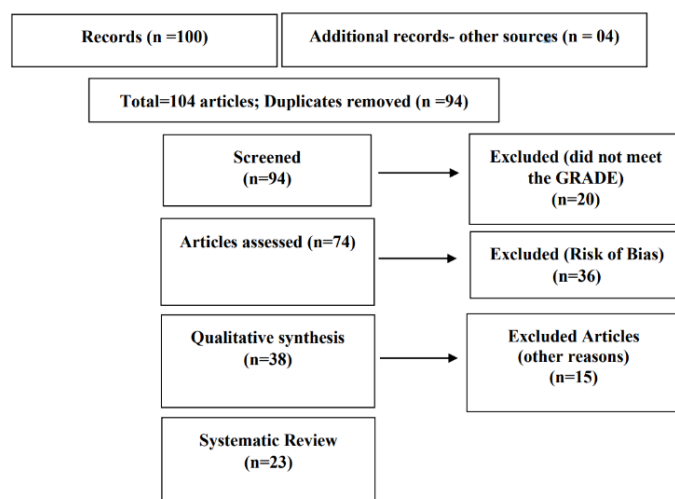 Records (n =100)
Additional records- other sources (n = 04)
Total=104 articles; Duplicates removed (n =94)
Screened
(n=94)
Excluded (did not meet
the GRADE)
(n=20)
Articles assessed (n=74)
Excluded (Risk of Bias)
(n=36)
Qualitative synthesis
(n=38)
Excluded Articles
(other reasons)
(n=15)
Systematic Review
(n=23)